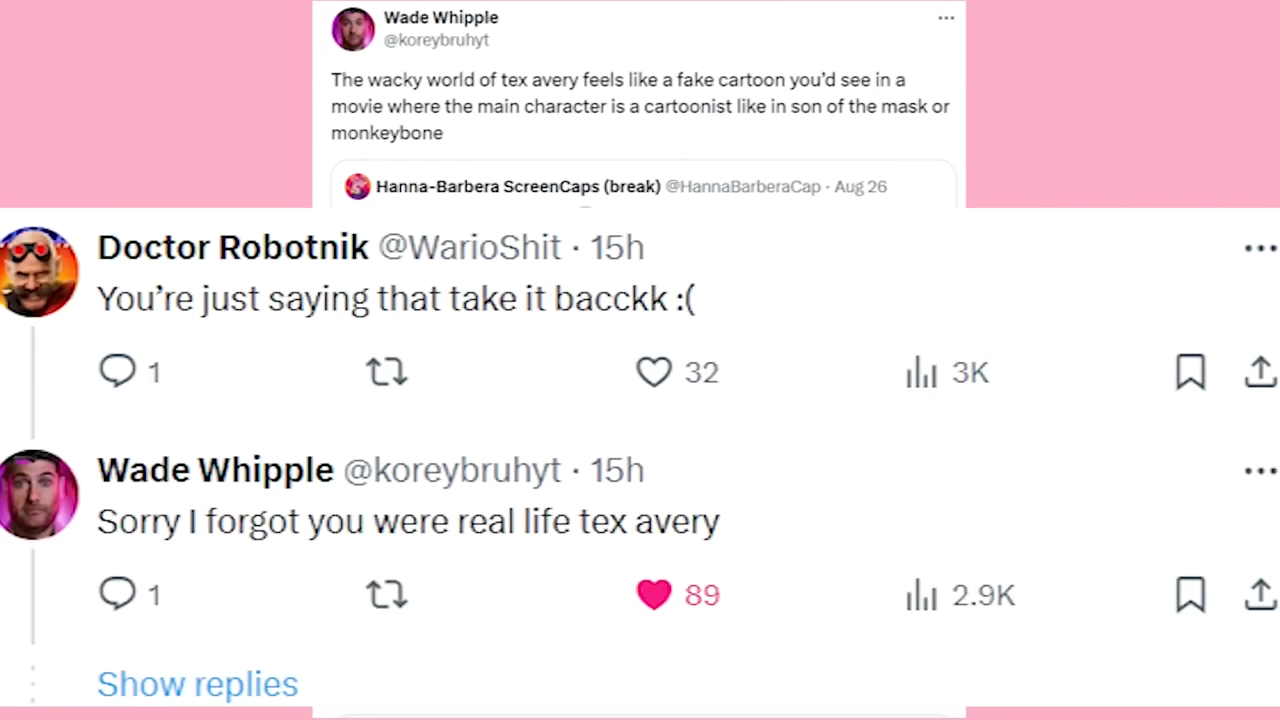 Wade Whipple
@koreybruhyt
The wacky world of tex avery feels like a fake cartoon you’d see in a
movie where the main character is a cartoonist like in son of the mask or
monkeybone
Hanna-Barbera ScreenCaps (break) @HannaBarberaCap · Aug 26
Doctor Robotnik @WarioShit · 15h
You’re just saying that take it bacckk :(
1 32 3K
Wade Whipple @koreybruhyt · 15h
Sorry I forgot you were real life tex avery
1 89 2.9K
Show replies